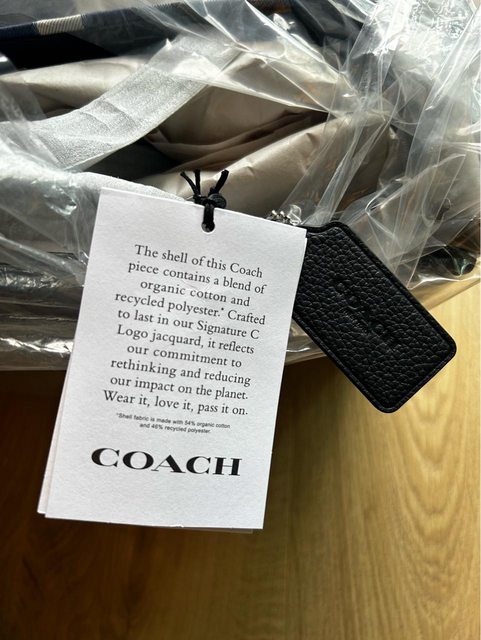 The shell of this Coach
piece contains a blend of
organic cotton and
recycled polyester.* Crafted
to last in our Signature C
Logo jacquard, it reflects
our commitment to
rethinking and reducing
our impact on the planet.
Wear it, love it, pass it on.
*Shell fabric is made with 54% organic cotton
and 46% recycled polyester.
COACH
COACH